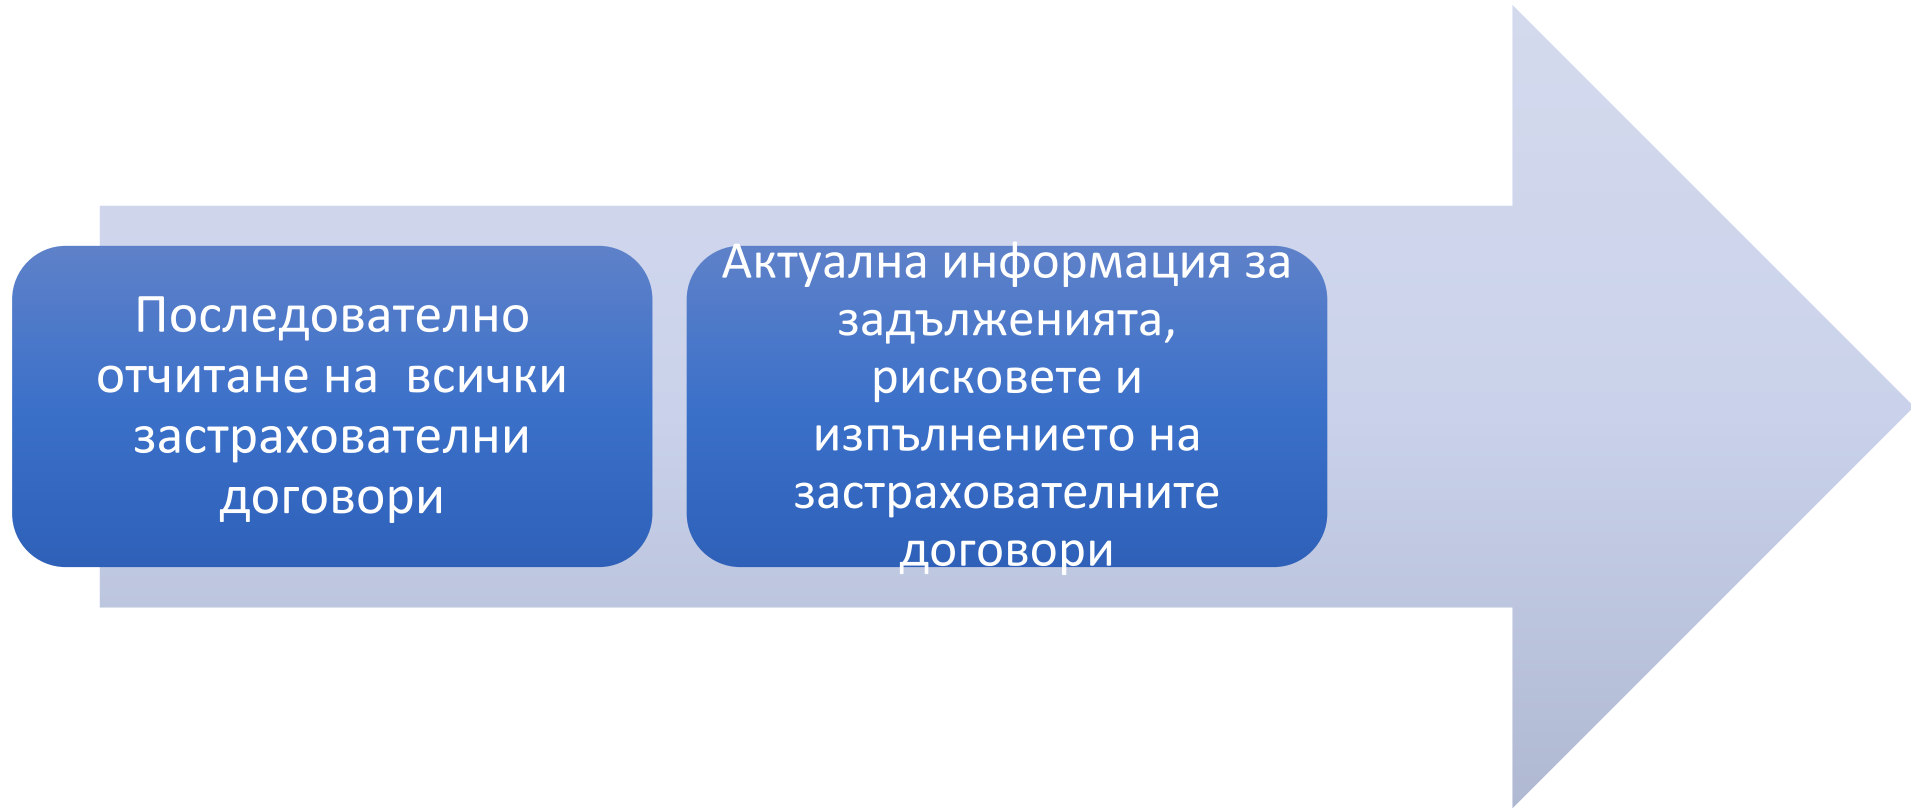 Последователно
отчитане на  всички
застрахователни
договори
Актуална информация за
задълженията,
рисковете и
изпълнението на
застрахователните
договори